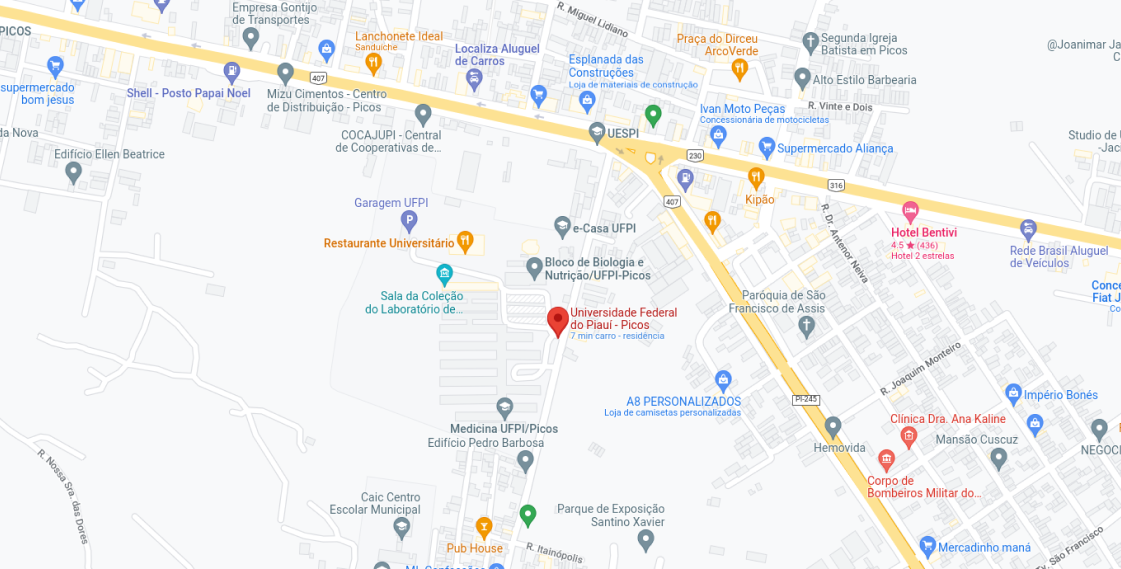 Empresa Gontijo
de Transportes
PICOS
Lanchonete Ideal
Sanduiche
Localiza Aluguel
de Carros
R. Miguel Lidiano
Praça do Dirceu
ArcoVerde
Segunda Igreja
Batista em Picos
@Joanimar Ja
Esplanada das
Construções
Loja de materiais de construção
Alto Estilo Barbearia
407
supermercado
bom jesus
Shell - Posto Papai Noel
Mizu Cimentos - Centro
de Distribuição - Picos
R. Vinte e Dois
Ivan Moto Peças
Concessionária de motocicletas
da Nova
COCAJUPI - Central
de Cooperativas de...
UESPI
Studio de
Jaci
Supermercado Aliança
230
Edifício Ellen Beatrice
316
Garagem UFPI
407
Kipão
e-Casa UFPI
Restaurante Universitário
R. Dr. Antenor Neiva
Hotel Bentivi
4.5 ★ (436)
Hotel 2 estrelas
Rede Brasil Aluguel
de Veículos
Bloco de Biologia e
Nutrição/UFPI-Picos
Sala da Coleção
do Laboratório de...
Paróquia de São
Francisco de Assis
Conce
Fiat J
Co
Universidade Federal
do Piauí - Picos
7 min carro - residência
R. Joaquim Monteiro
A8 PERSONALIZADOS
Loja de camisetas personalizadas
PI-245
Império Bonés
Medicina UFPI/Picos
Edifício Pedro Barbosa
Clínica Dra. Ana Kaline
Hemovida
Mansão Cuscuz
NEGOCI
R. Nossa Sra. das Dores
Corpo de
Bombeiros Militar do...
Caic Centro
Escolar Municipal
Parque de Exposição
Santino Xavier
Pub House
R. Itainópolis
Mercadinho maná
Tv. São Francisco